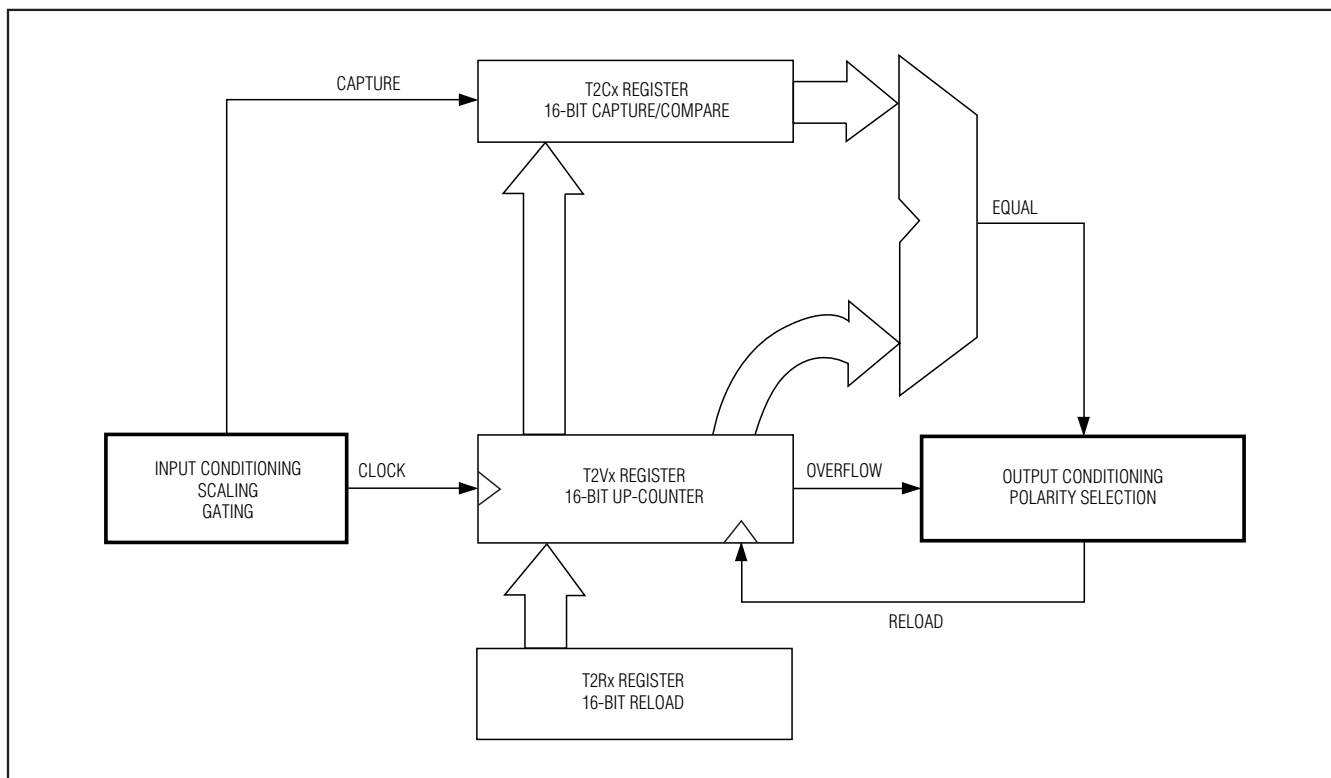 CAPTURE
T2Cx REGISTER
16-BIT CAPTURE/COMPARE
EQUAL
INPUT CONDITIONING
SCALING
GATING
CLOCK
T2Vx REGISTER
16-BIT UP-COUNTER
OVERFLOW
OUTPUT CONDITIONING
POLARITY SELECTION
RELOAD
T2Rx REGISTER
16-BIT RELOAD